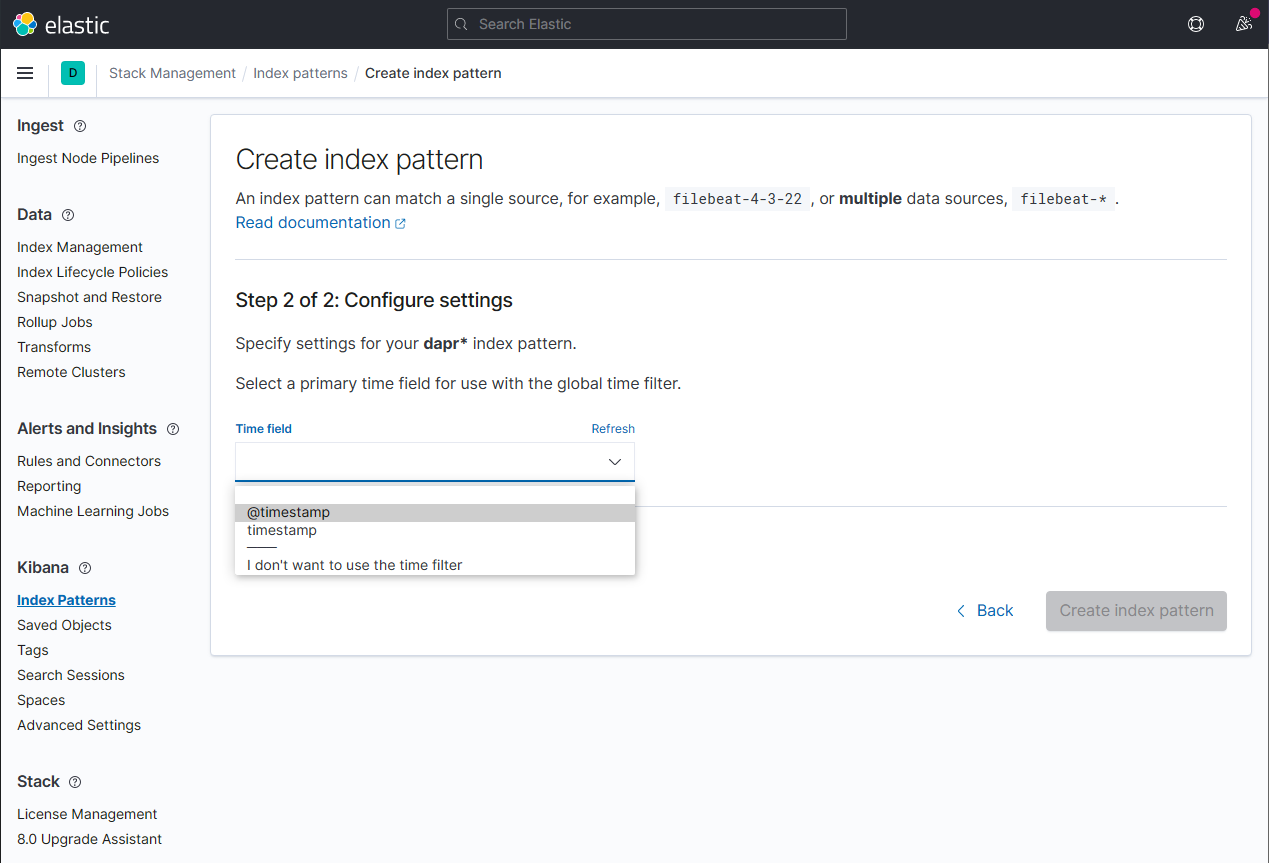 elastic
Search Elastic
D
Stack Management / Index patterns / Create index pattern
Ingest
Ingest Node Pipelines
Data
Index Management
Index Lifecycle Policies
Snapshot and Restore
Rollup Jobs
Transforms
Remote Clusters
Alerts and Insights
Rules and Connectors
Reporting
Machine Learning Jobs
Kibana
Index Patterns
Saved Objects
Tags
Search Sessions
Spaces
Advanced Settings
Stack
License Management
8.0 Upgrade Assistant
Create index pattern
An index pattern can match a single source, for example, filebeat-4-3-22 , or multiple data sources, filebeat-* .
Read documentation
Step 2 of 2: Configure settings
Specify settings for your dapr* index pattern.
Select a primary time field for use with the global time filter.
Time field Refresh
@timestamp
timestamp
I don't want to use the time filter
Back Create index pattern